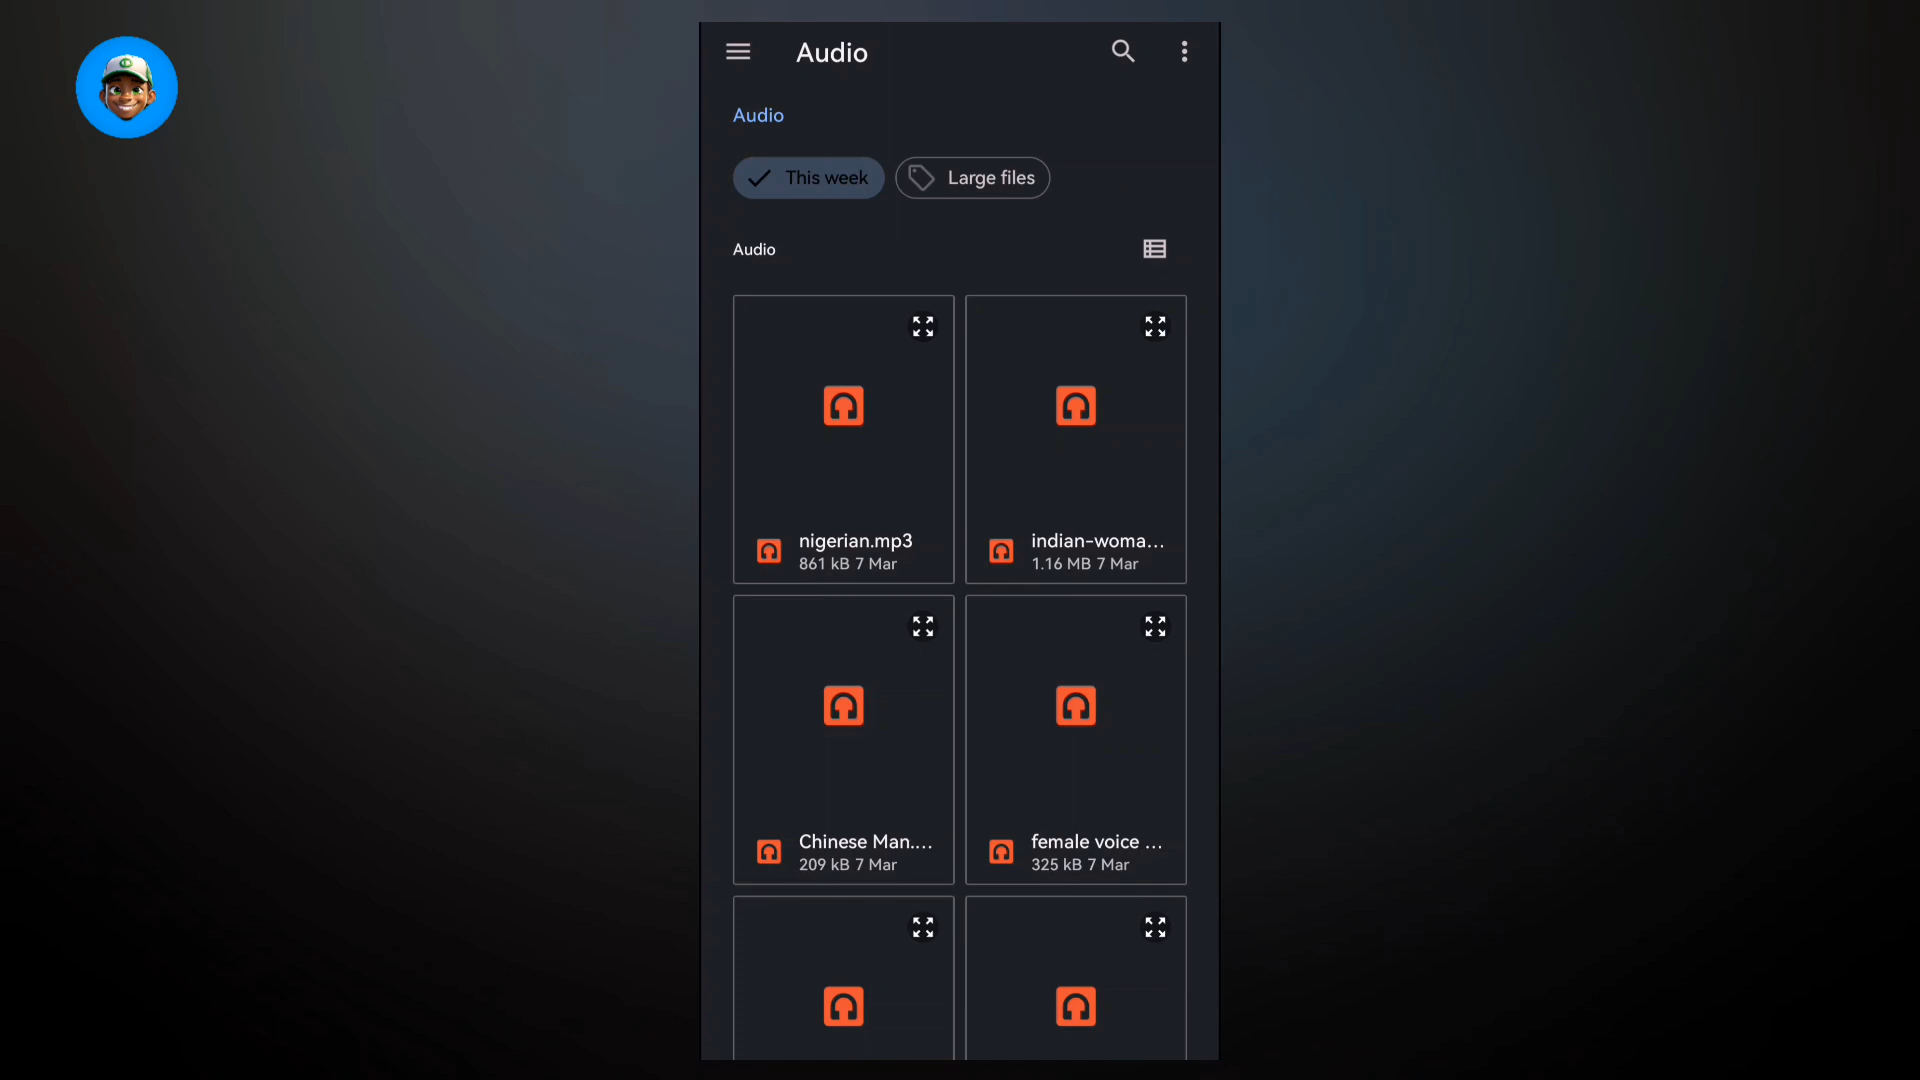 Audio
Audio
This week
Large files
Audio
nigerian.mp3
861 kB 7 Mar
indian-woma...
1.16 MB 7 Mar
Chinese Man....
209 kB 7 Mar
female voice ...
325 kB 7 Mar